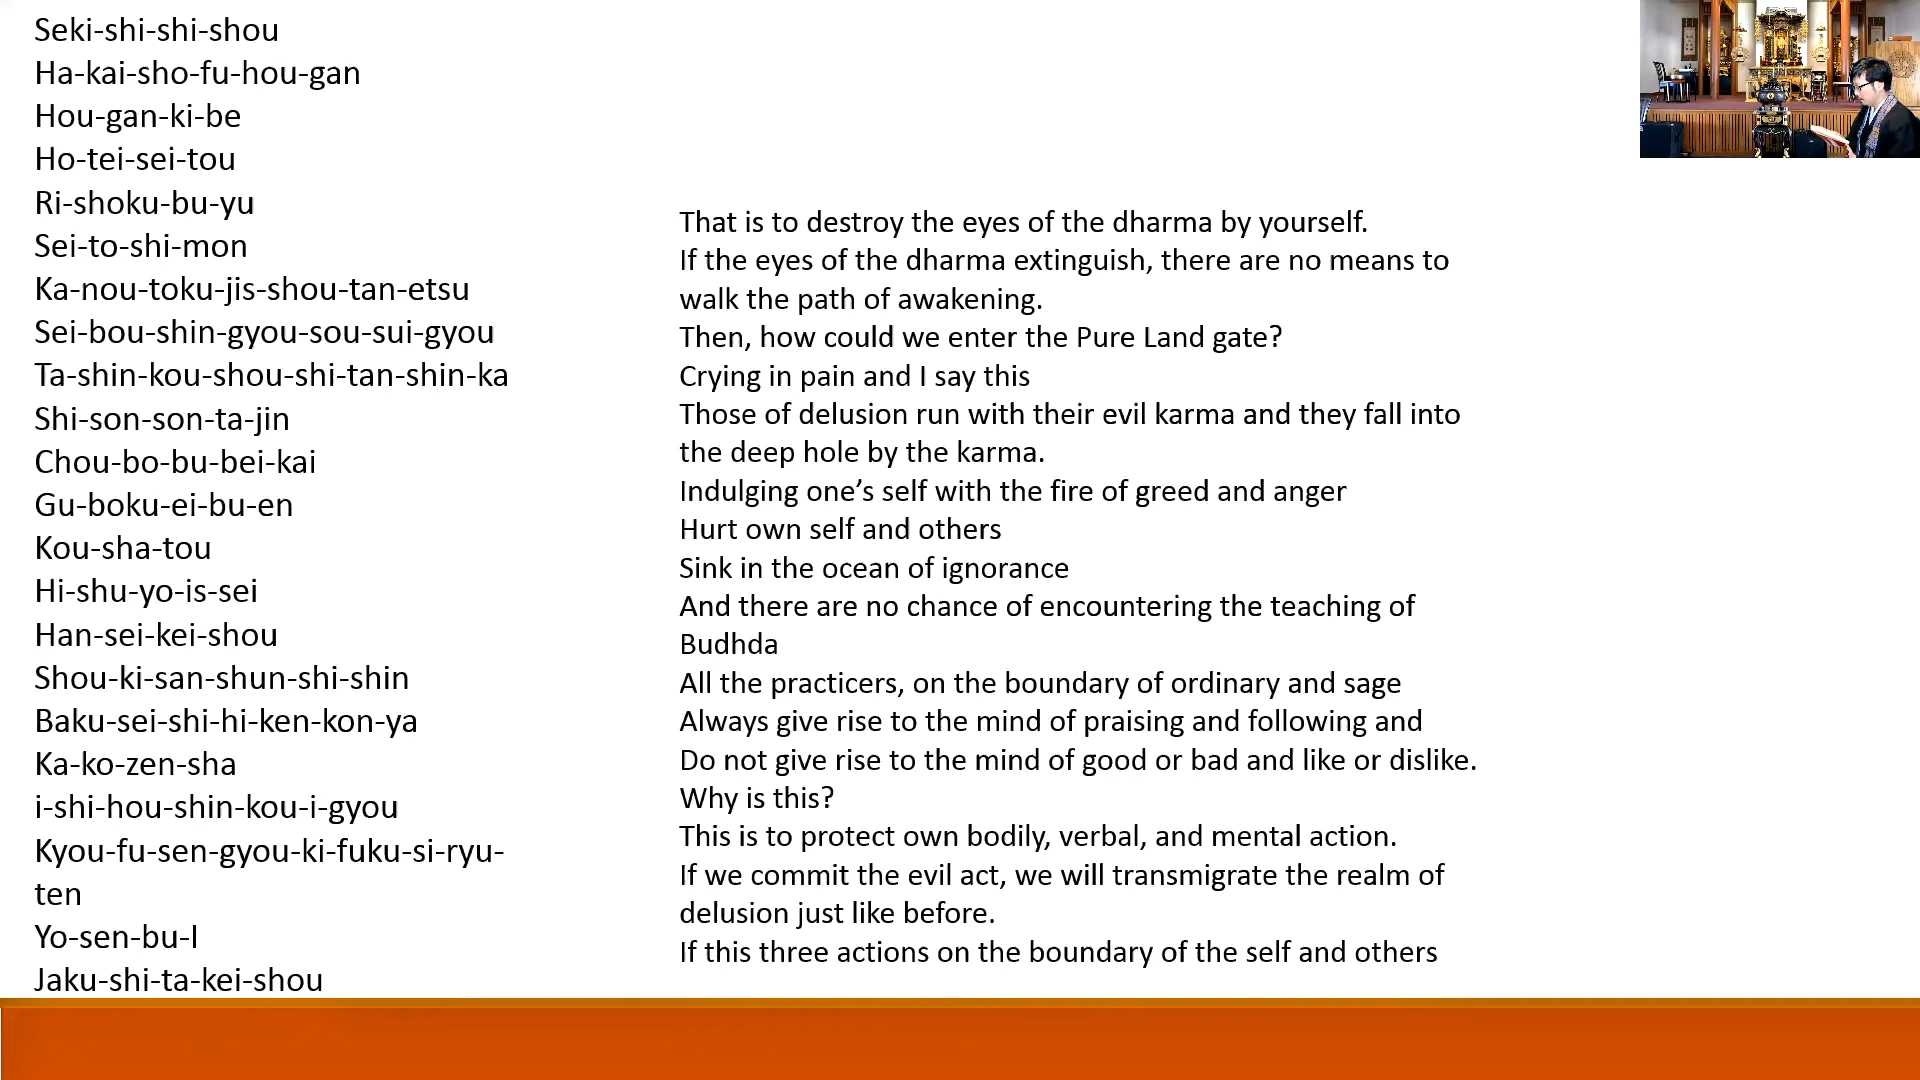 Seki-shi-shi-shou
Ha-kai-sho-fu-hou-gan
Hou-gan-ki-be
Ho-tei-sei-tou
Ri-shoku-bu-yu
Sei-to-shi-mon
Ka-nou-toku-jis-shou-tan-etsu
Sei-bou-shin-gyou-sou-sui-gyou
Ta-shin-kou-shou-shi-tan-shin-ka
Shi-son-son-ta-jin
Chou-bo-bu-bei-kai
Gu-boku-ei-bu-en
Kou-sha-tou
Hi-shu-yo-is-sei
Han-sei-kei-shou
Shou-ki-san-shun-shi-shin
Baku-sei-shi-hi-ken-kon-ya
Ka-ko-zen-sha
i-shi-hou-shin-kou-i-gyou
Kyou-fu-sen-gyou-ki-fuku-si-ryu-
ten
Yo-sen-bu-I
Jaku-shi-ta-kei-shou
That is to destroy the eyes of the dharma by yourself.
If the eyes of the dharma extinguish, there are no means to
walk the path of awakening.
Then, how could we enter the Pure Land gate?
Crying in pain and I say this
Those of delusion run with their evil karma and they fall into
the deep hole by the karma.
Indulging one’s self with the fire of greed and anger
Hurt own self and others
Sink in the ocean of ignorance
And there are no chance of encountering the teaching of
Budhda
All the practicers, on the boundary of ordinary and sage
Always give rise to the mind of praising and following and
Do not give rise to the mind of good or bad and like or dislike.
Why is this?
This is to protect own bodily, verbal, and mental action.
If we commit the evil act, we will transmigrate the realm of
delusion just like before.
If this three actions on the boundary of the self and others